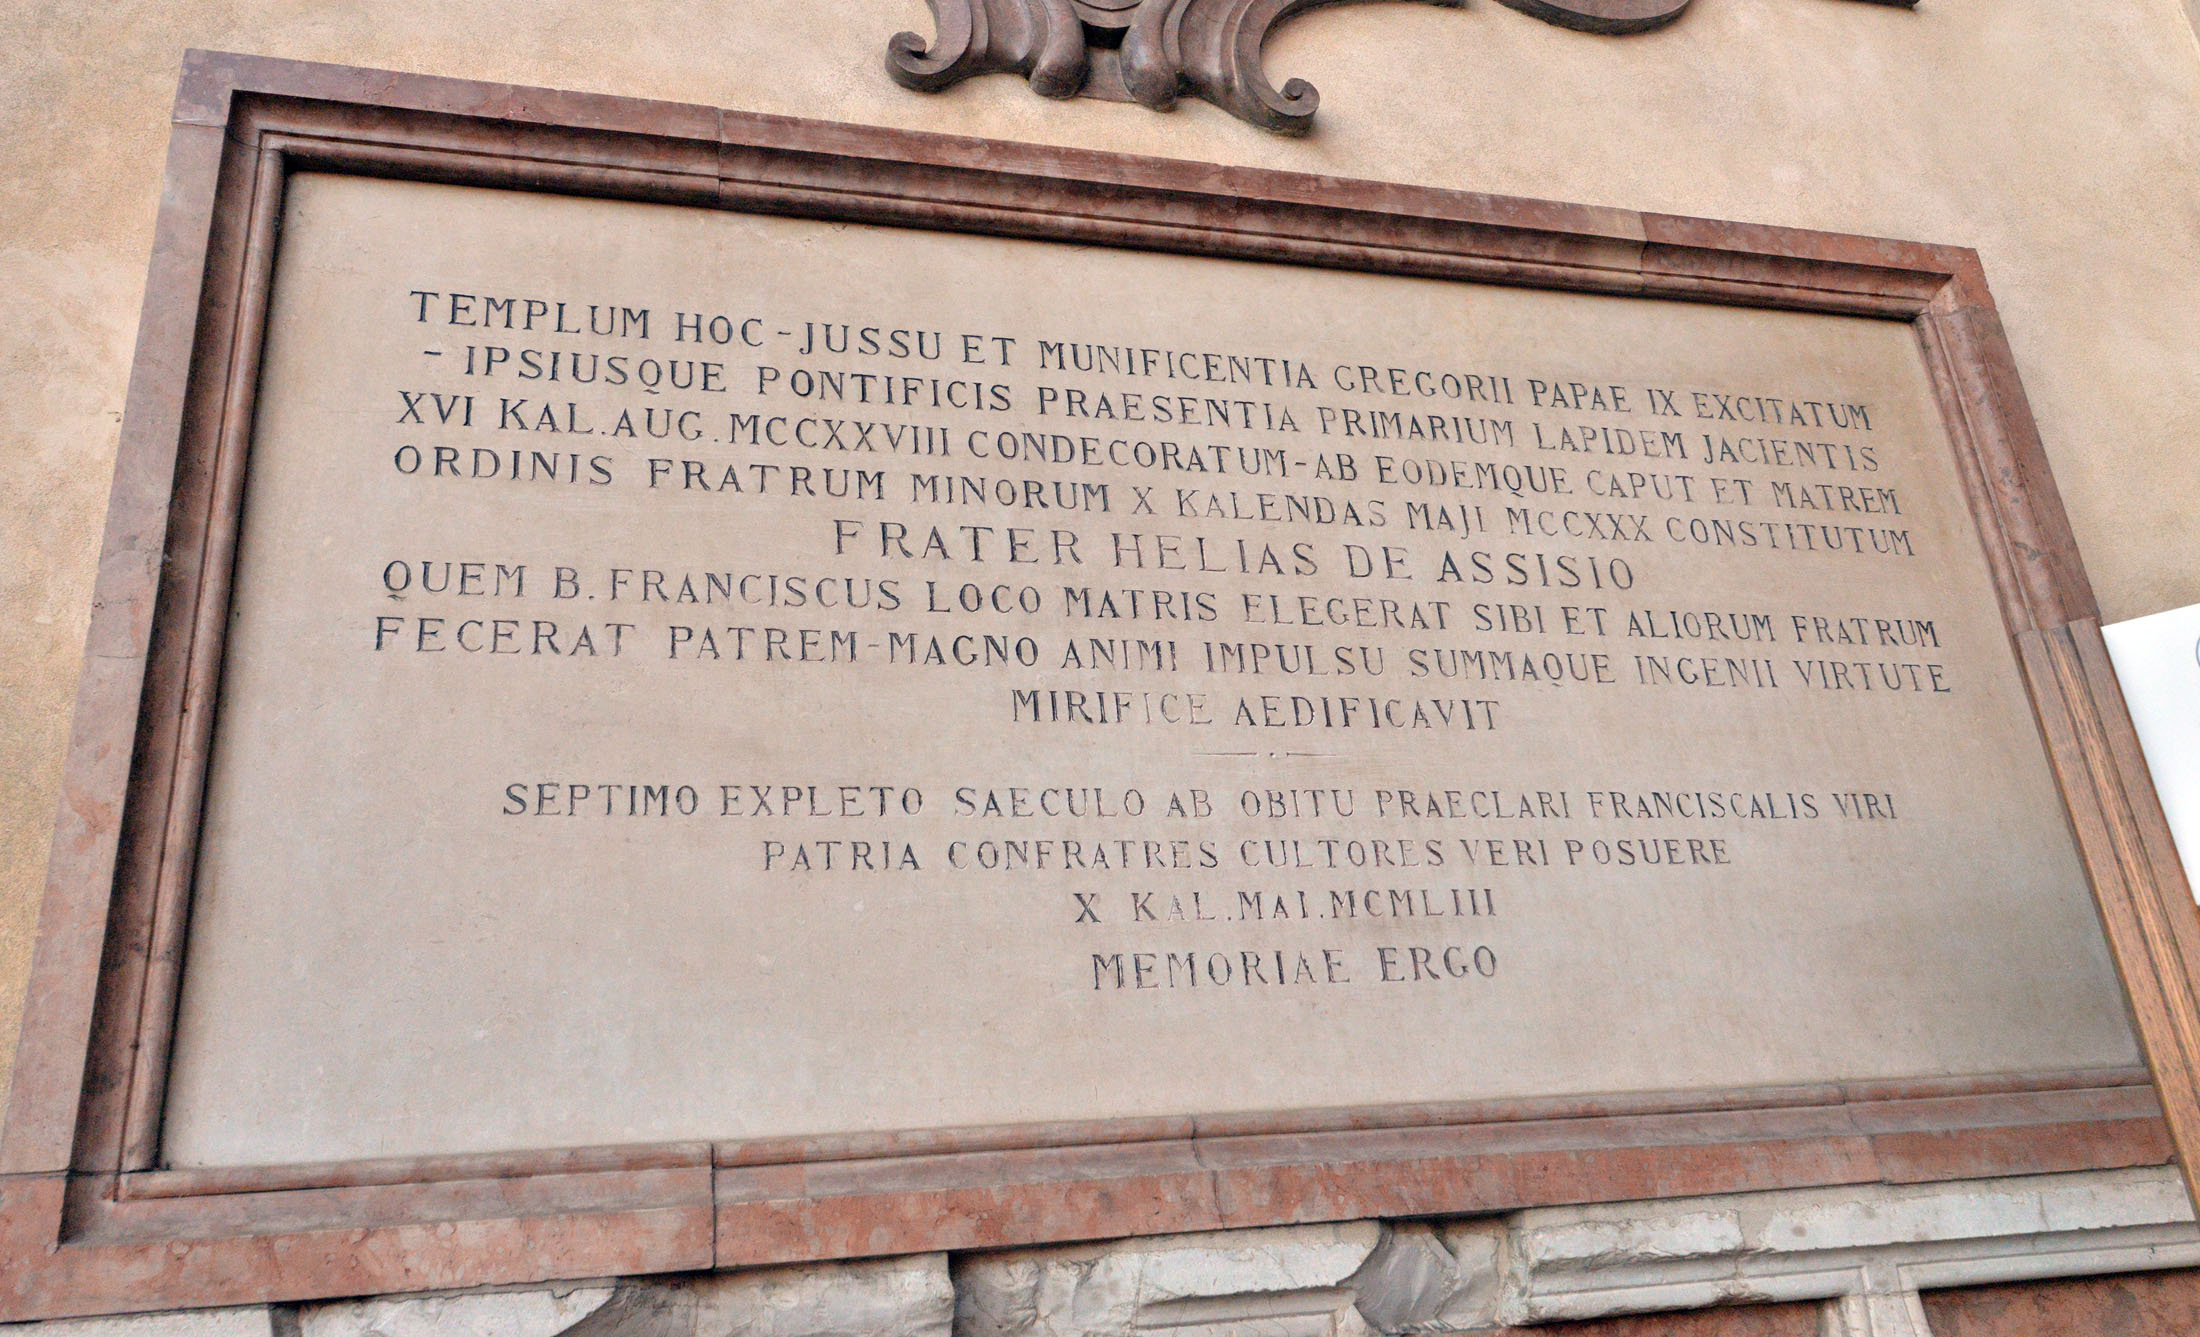 TEMPLUM HOC - JUSSU ET MUNIFICENTIA GREGORII PAPAE IX EXCITATUM
- IPSIUSQUE PONTIFICIS PRAESENTIA PRIMARIUM LAPIDEM JACIENTIS
XVI KAL. AUG. MCCXXVIII CONDECORATUM - AB EODEMQUE CAPUT ET MATREM
ORDINIS FRATRUM MINORUM X KALENDAS MAJI MCCXXX CONSTITUTUM
FRATER HELIAS DE ASSISIO
QUEM B. FRANCISCUS LOCO MATRIS ELEGERAT SIBI ET ALIORUM FRATRUM
FECERAT PATREM - MAGNO ANIMI IMPULSU SUMMAQUE INGENII VIRTUTE
MIRIFICE AEDIFICAVIT
SEPTIMO EXPLETO SAECULO AB OBITU PRAECLARI FRANCISCALIS VIRI
PATRIA CONFRATRES CULTORES VERI POSUERE
X KAL. MAI. MCMLIII
MEMORIAE ERGO